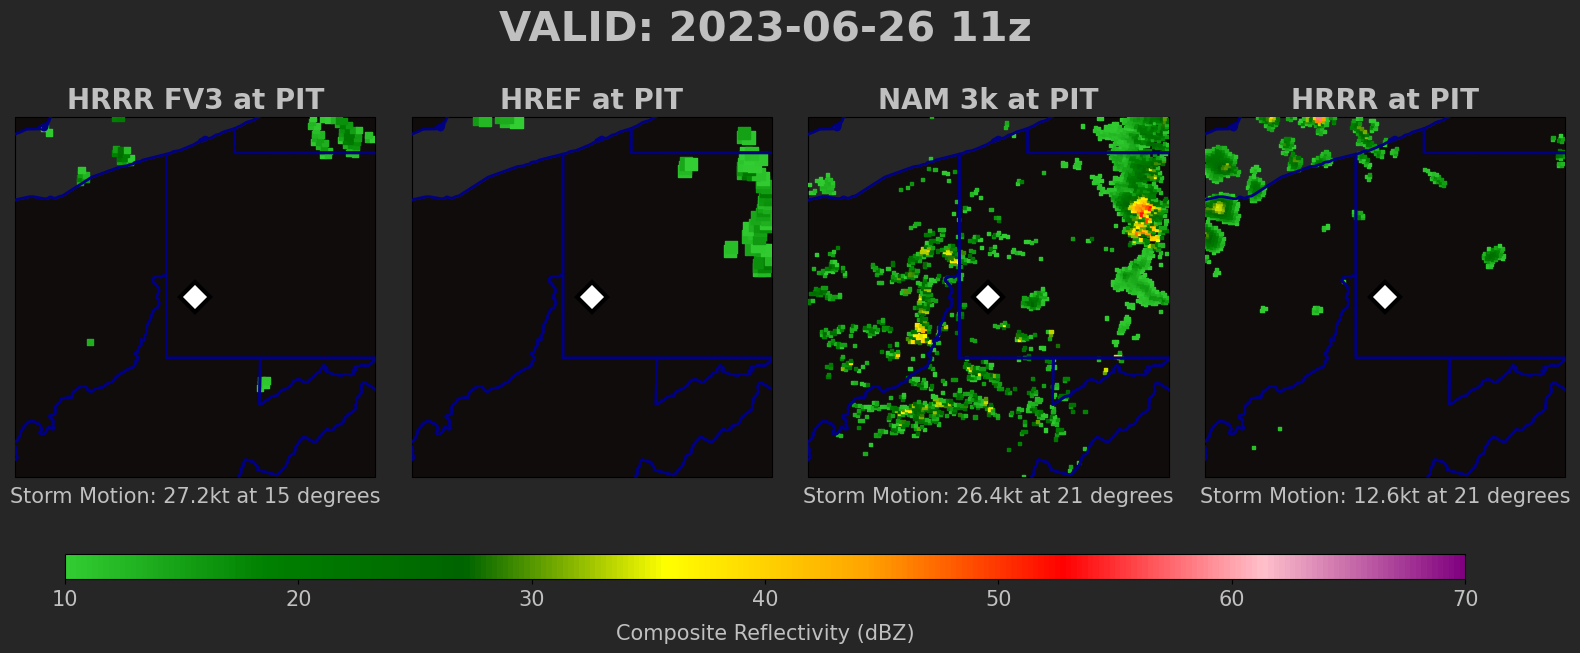 VALID: 2023-06-26 11z
HRRR FV3 at PIT
HREF at PIT
NAM 3k at PIT
HRRR at PIT
Storm Motion: 27.2kt at 15 degrees
Storm Motion: 26.4kt at 21 degrees
Storm Motion: 12.6kt at 21 degrees
10 20 30 40 50 60 70
Composite Reflectivity (dBZ)